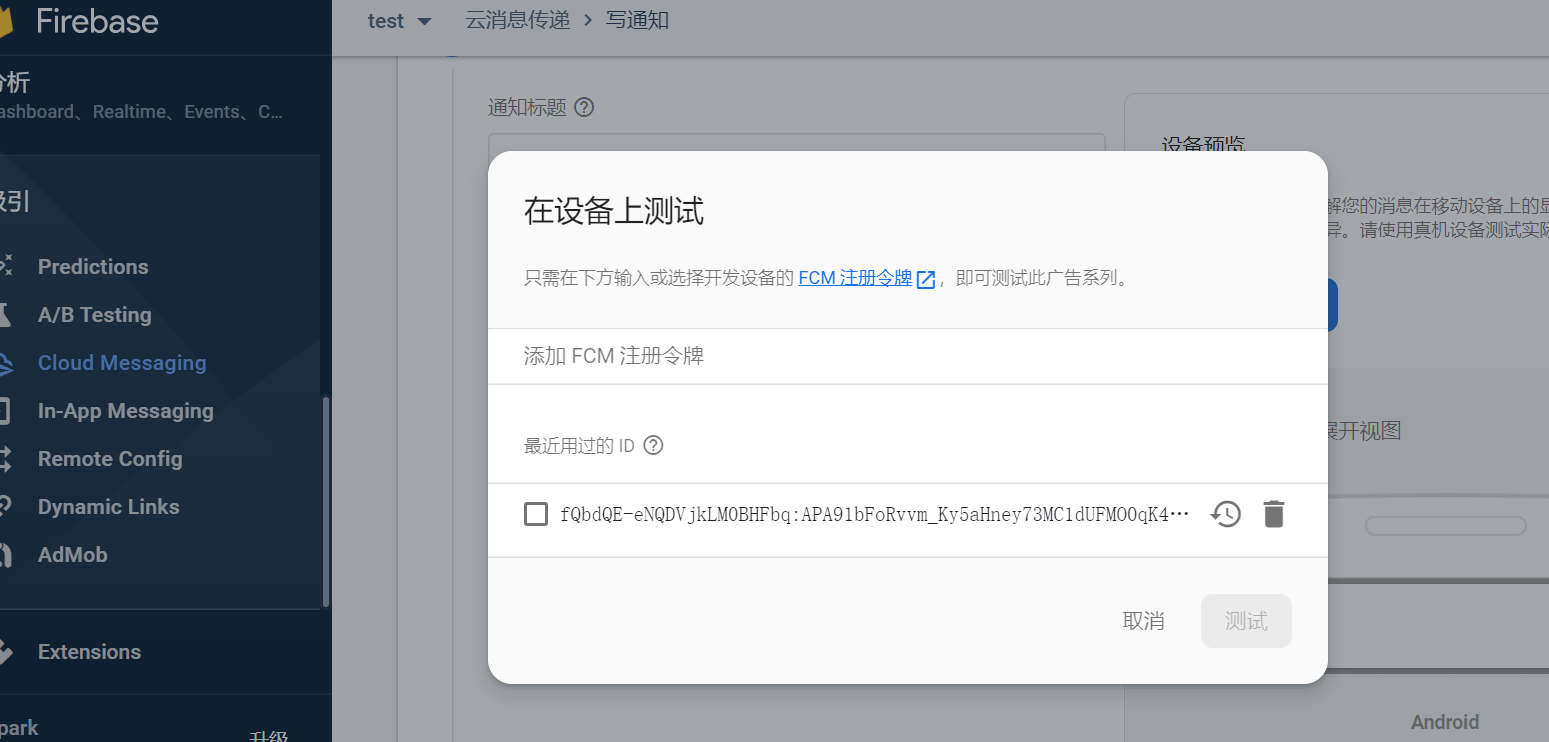 Firebase
test
云消息传递 > 写通知
分析
ashboard、Realtime、Events、C...
吸引
Predictions
A/B Testing
Cloud Messaging
In-App Messaging
Remote Config
Dynamic Links
AdMob
Extensions
park
升级
通知标题
设备预览
解您的消息在移动设备上的显
异。请使用真机设备测试实际
展开视图
Android
在设备上测试
只需在下方输入或选择开发设备的 FCM 注册令牌，即可测试此广告系列。
添加 FCM 注册令牌
最近用过的 ID
fQbdQE-eNQDVjkLM0BHFbq:APA91bFoRvvm_Ky5aHney73MC1dUFMO0qK4...
取消
测试